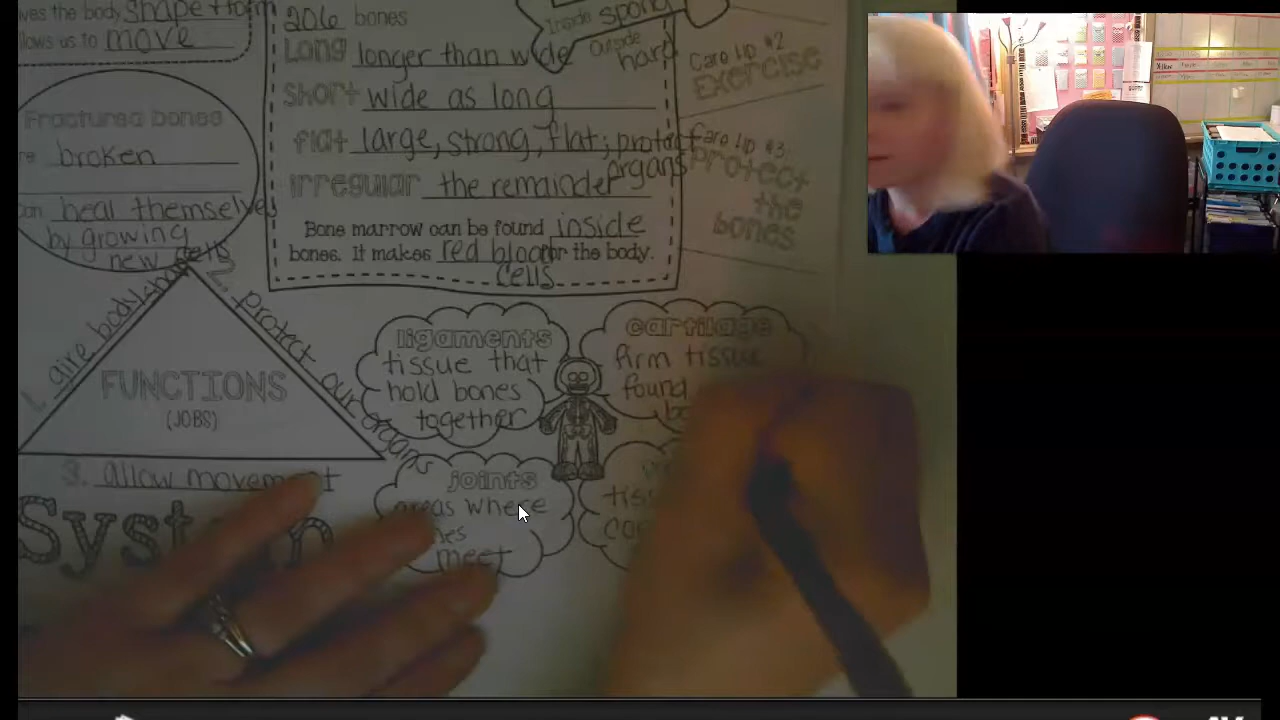 ves the body shape + form
llows us to move
206 bones
Long longer than wide
short wide as long
flat large, strong, flat; protect organs
irregular the remainder
Bone marrow can be found inside
bones. It makes red blood cells for the body.
Inside spong
Outside hard
Care tip #2
EXERCISE
Care tip #3
Protect
the
bones
Fractured bones
broken
heal themselves
by growing
new cells
1. give body shape
2. protect our organs
FUNCTIONS
(JOBS)
3. allow movement
System
ligaments
tissue that
hold bones
together
cartilage
firm tissue
found
joints
areas where
meet